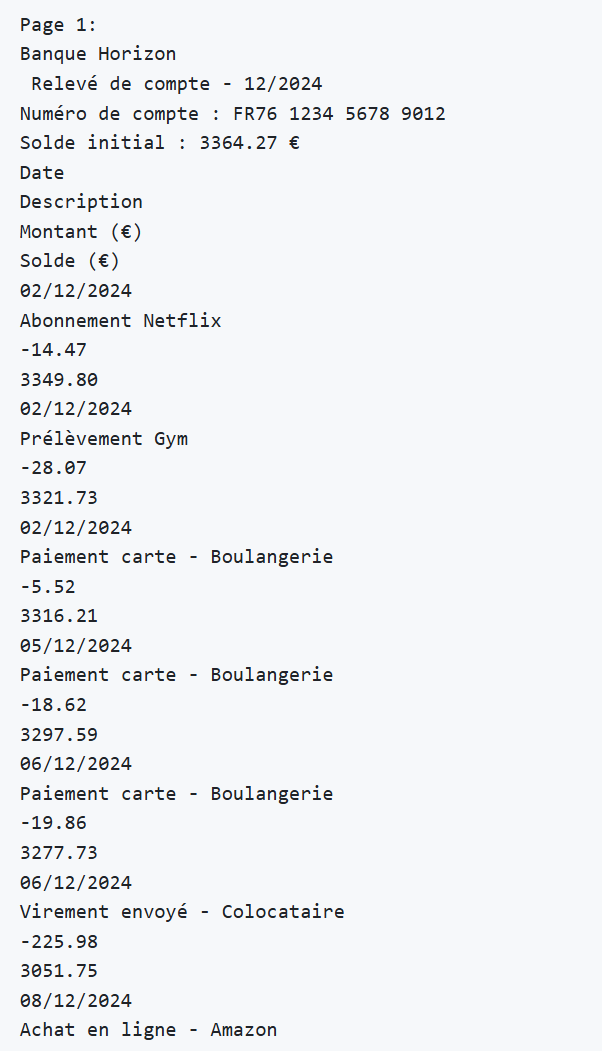 Page 1:
Banque Horizon
Relevé de compte - 12/2024
Numéro de compte : FR76 1234 5678 9012
Solde initial : 3364.27 €
Date
Description
Montant (€)
Solde (€)
02/12/2024
Abonnement Netflix
-14.47
3349.80
02/12/2024
Prélèvement Gym
-28.07
3321.73
02/12/2024
Paiement carte - Boulangerie
-5.52
3316.21
05/12/2024
Paiement carte - Boulangerie
-18.62
3297.59
06/12/2024
Paiement carte - Boulangerie
-19.86
3277.73
06/12/2024
Virement envoyé - Colocataire
-225.98
3051.75
08/12/2024
Achat en ligne - Amazon